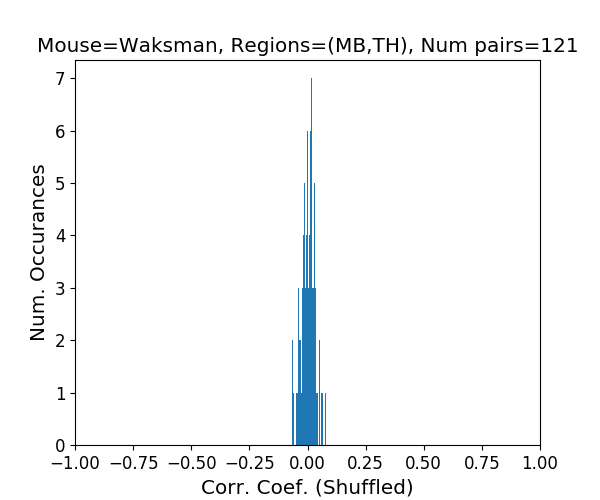 Mouse=Waksman, Regions=(MB,TH), Num pairs=121
7
6
5
4
3
2
1
0
Num. Occurances
−1.00 −0.75 −0.50 −0.25 0.00 0.25 0.50 0.75 1.00
Corr. Coef. (Shuffled)